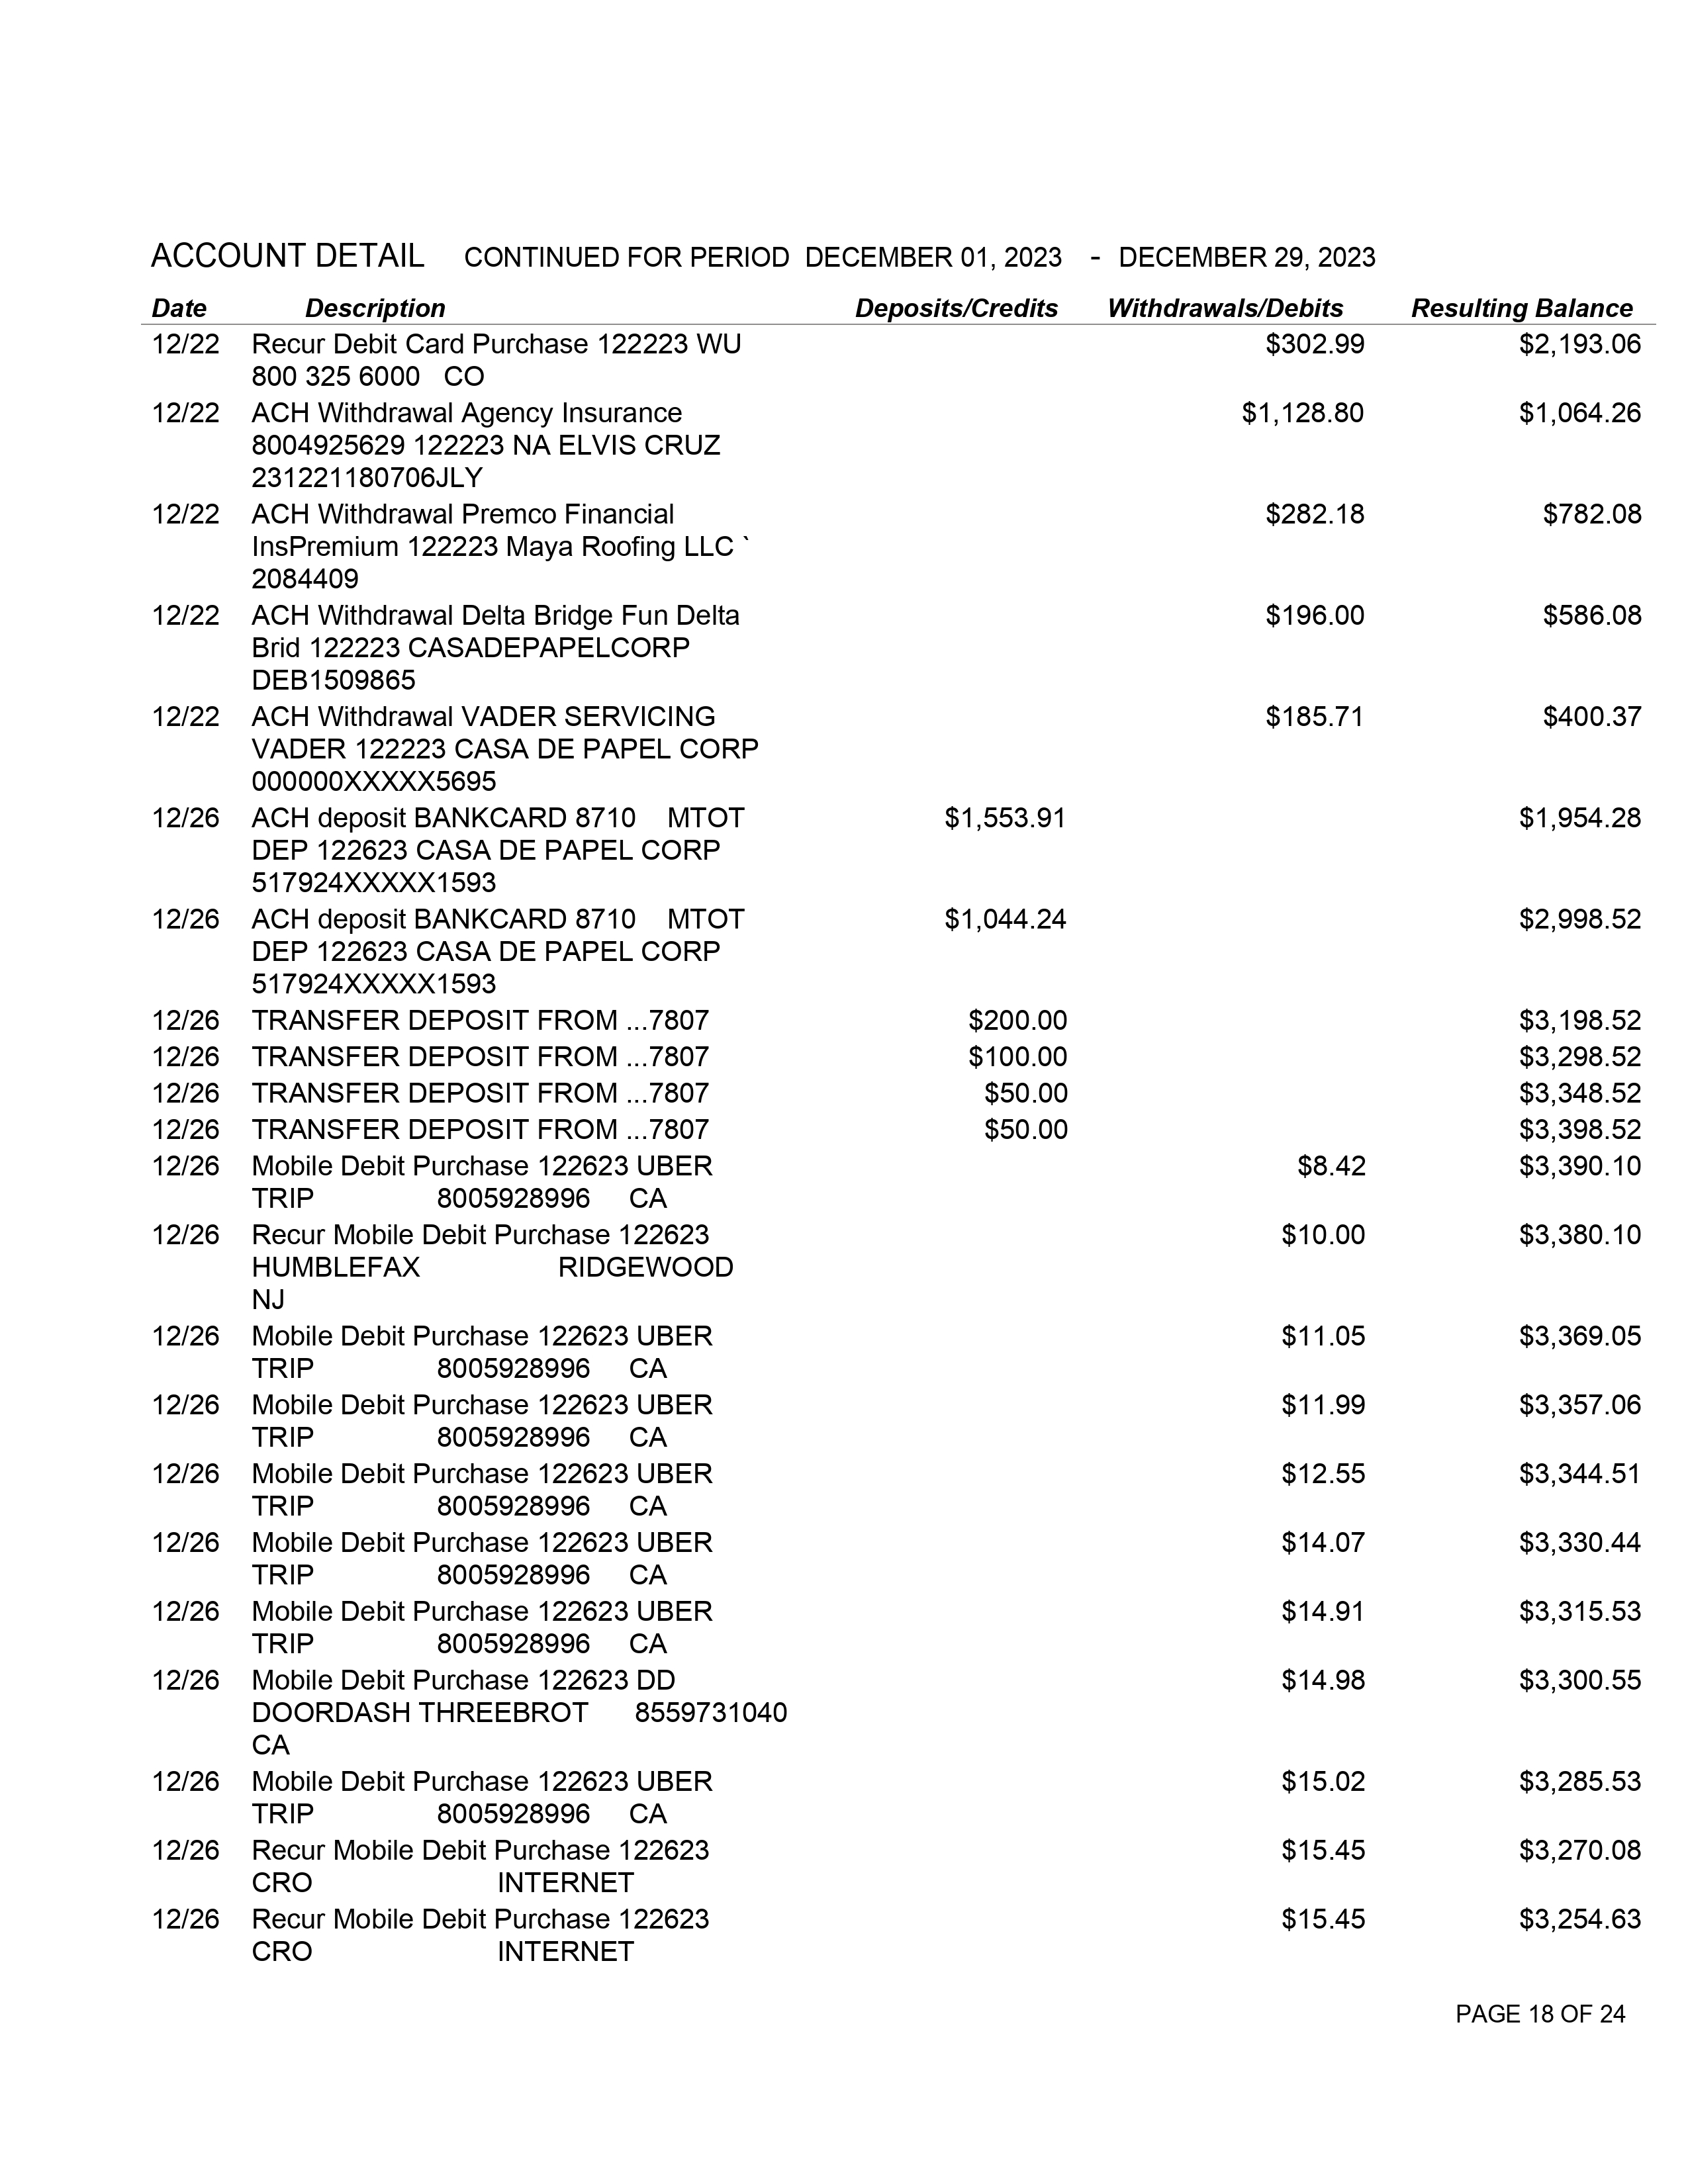 ACCOUNT DETAIL CONTINUED FOR PERIOD DECEMBER 01, 2023 - DECEMBER 29, 2023
Date Description Deposits/Credits Withdrawals/Debits Resulting Balance
12/22 Recur Debit Card Purchase 122223 WU $302.99 $2,193.06
800 325 6000 CO
12/22 ACH Withdrawal Agency Insurance $1,128.80 $1,064.26
8004925629 122223 NA ELVIS CRUZ
231221180706JLY
12/22 ACH Withdrawal Premco Financial $282.18 $782.08
InsPremium 122223 Maya Roofing LLC `
2084409
12/22 ACH Withdrawal Delta Bridge Fun Delta $196.00 $586.08
Brid 122223 CASADEPAPELCORP
DEB1509865
12/22 ACH Withdrawal VADER SERVICING $185.71 $400.37
VADER 122223 CASA DE PAPEL CORP
000000XXXXX5695
12/26 ACH deposit BANKCARD 8710 MTOT $1,553.91 $1,954.28
DEP 122623 CASA DE PAPEL CORP
517924XXXXX1593
12/26 ACH deposit BANKCARD 8710 MTOT $1,044.24 $2,998.52
DEP 122623 CASA DE PAPEL CORP
517924XXXXX1593
12/26 TRANSFER DEPOSIT FROM ...7807 $200.00 $3,198.52
12/26 TRANSFER DEPOSIT FROM ...7807 $100.00 $3,298.52
12/26 TRANSFER DEPOSIT FROM ...7807 $50.00 $3,348.52
12/26 TRANSFER DEPOSIT FROM ...7807 $50.00 $3,398.52
12/26 Mobile Debit Purchase 122623 UBER $8.42 $3,390.10
TRIP 8005928996 CA
12/26 Recur Mobile Debit Purchase 122623 $10.00 $3,380.10
HUMBLEFAX RIDGEWOOD
NJ
12/26 Mobile Debit Purchase 122623 UBER $11.05 $3,369.05
TRIP 8005928996 CA
12/26 Mobile Debit Purchase 122623 UBER $11.99 $3,357.06
TRIP 8005928996 CA
12/26 Mobile Debit Purchase 122623 UBER $12.55 $3,344.51
TRIP 8005928996 CA
12/26 Mobile Debit Purchase 122623 UBER $14.07 $3,330.44
TRIP 8005928996 CA
12/26 Mobile Debit Purchase 122623 UBER $14.91 $3,315.53
TRIP 8005928996 CA
12/26 Mobile Debit Purchase 122623 DD $14.98 $3,300.55
DOORDASH THREEBROT 8559731040
CA
12/26 Mobile Debit Purchase 122623 UBER $15.02 $3,285.53
TRIP 8005928996 CA
12/26 Recur Mobile Debit Purchase 122623 $15.45 $3,270.08
CRO INTERNET
12/26 Recur Mobile Debit Purchase 122623 $15.45 $3,254.63
CRO INTERNET
PAGE 18 OF 24